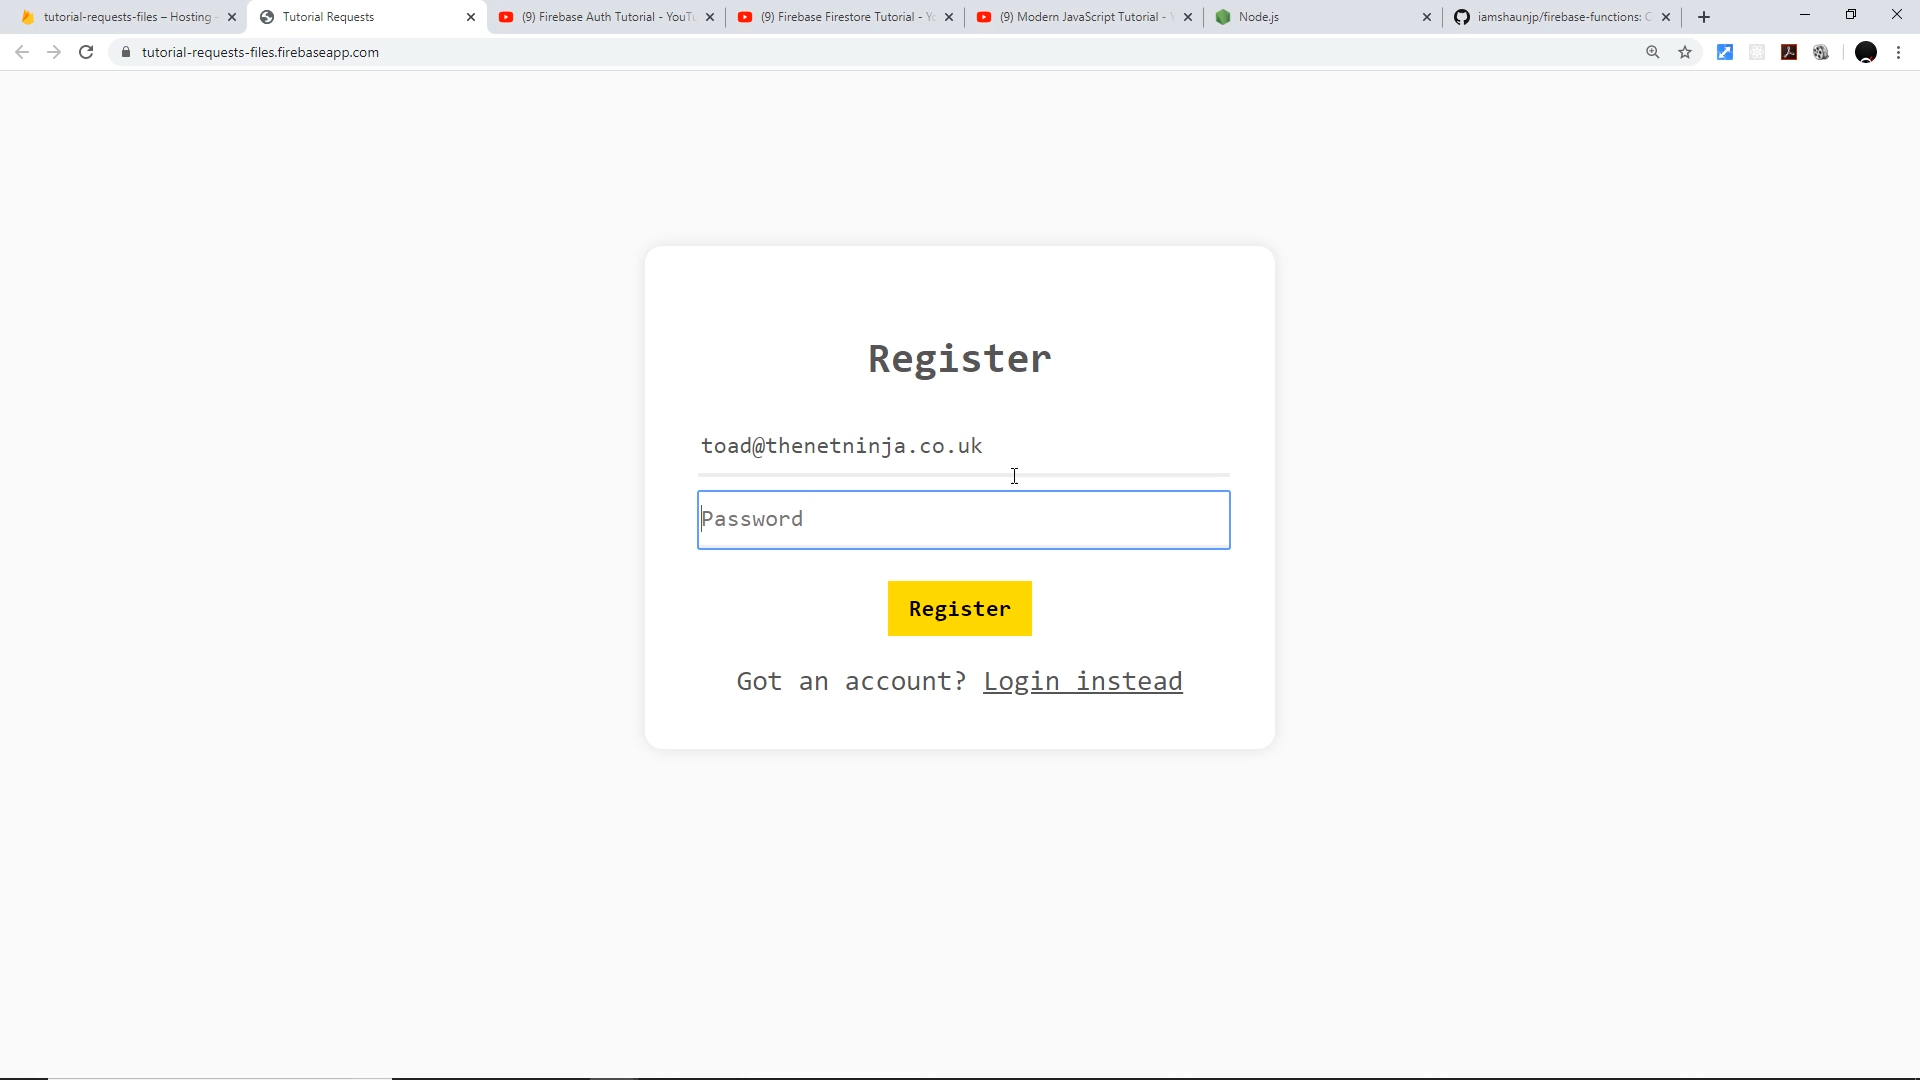 tutorial-requests-files – Hosting
Tutorial Requests
(9) Firebase Auth Tutorial - YouTu
(9) Firebase Firestore Tutorial - Yo
(9) Modern JavaScript Tutorial -
Node.js
iamshaunjp/firebase-functions: C
tutorial-requests-files.firebaseapp.com
Register
toad@thenetninja.co.uk
Password
Register
Got an account? Login instead